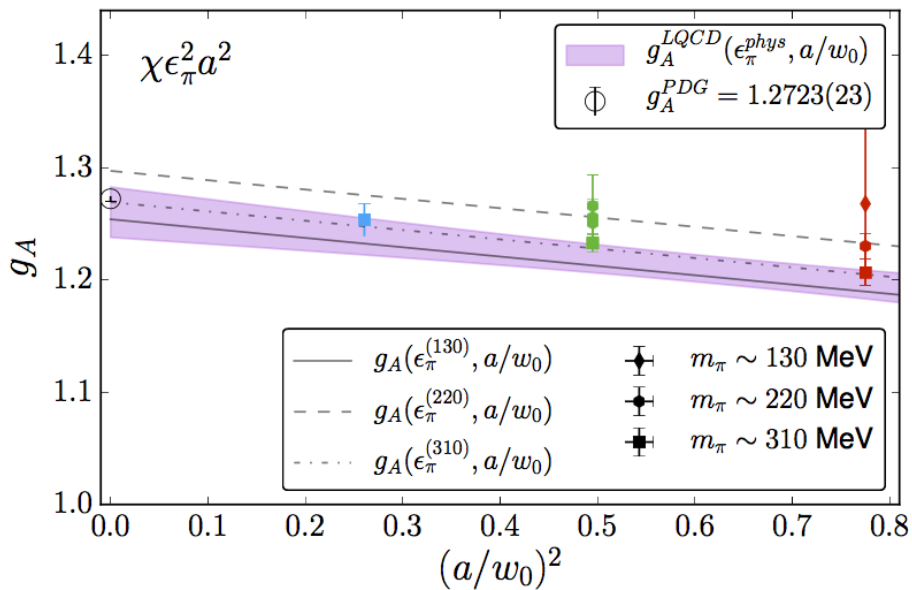 χε_π^2 a^2
g_A^{LQCD}(ε_π^{phys}, a/w_0)
g_A^{PDG} = 1.2723(23)
1.4
1.3
1.2
1.1
1.0
g_A
g_A(ε_π^{(130)}, a/w_0)
g_A(ε_π^{(220)}, a/w_0)
g_A(ε_π^{(310)}, a/w_0)
m_π ∼ 130 MeV
m_π ∼ 220 MeV
m_π ∼ 310 MeV
0.0 0.1 0.2 0.3 0.4 0.5 0.6 0.7 0.8
(a/w_0)^2